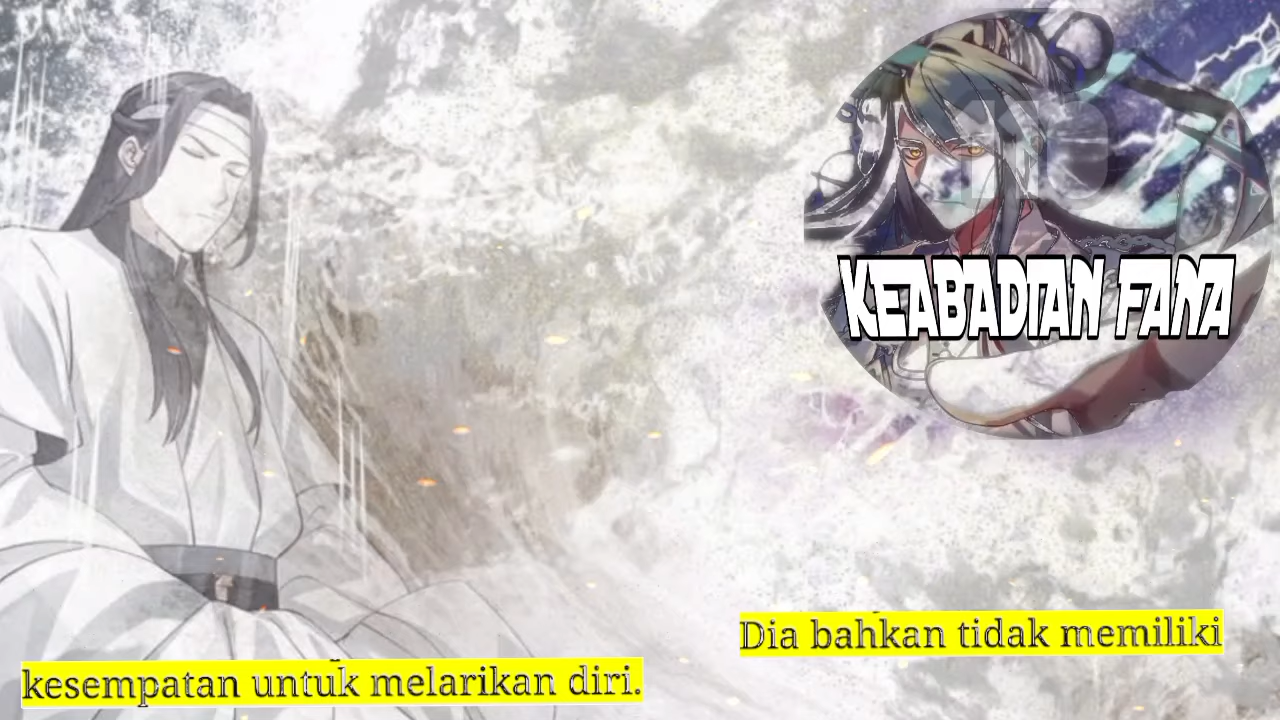 KEABADIAN FANA
Dia bahkan tidak memiliki
kesempatan untuk melarikan diri.